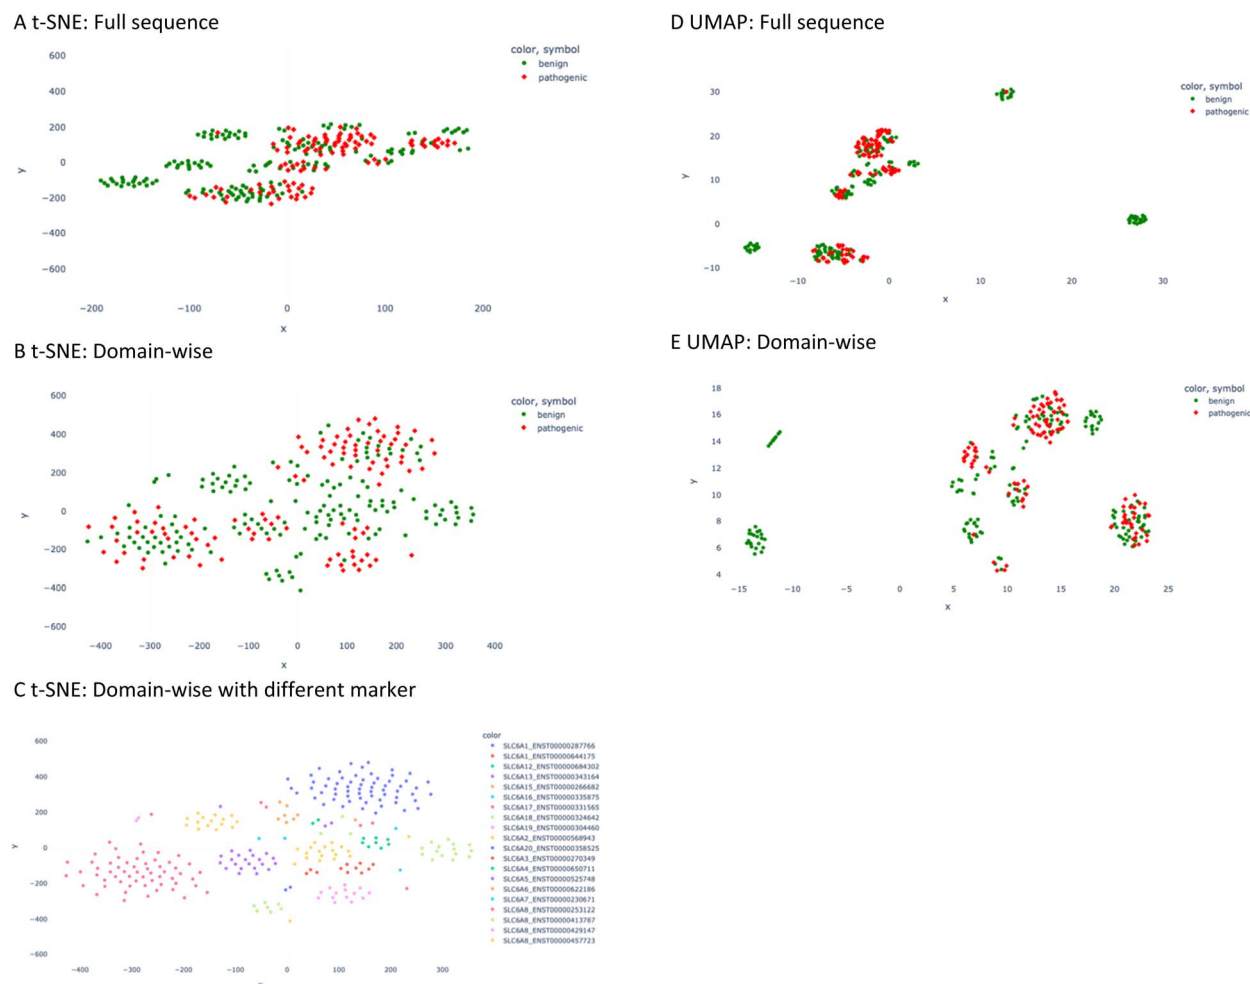 A t-SNE: Full sequence
color, symbol
benign
pathogenic
600
400
200
0
−200
−400
−600
y
−200
−100
0
100
200
x
D UMAP: Full sequence
color, symbol
benign
pathogenic
30
20
10
0
−10
y
−10
0
10
20
30
x
B t-SNE: Domain-wise
color, symbol
benign
pathogenic
600
400
200
0
−200
−400
−600
y
−400
−300
−200
−100
0
100
200
300
400
x
E UMAP: Domain-wise
color, symbol
benign
pathogenic
18
16
14
12
10
8
6
4
y
−15
−10
−5
0
5
10
15
20
25
x
C t-SNE: Domain-wise with different marker
color
SLC6A1_ENST00000287766
SLC6A1_ENST00000644175
SLC6A12_ENST00000684302
SLC6A13_ENST00000343164
SLC6A15_ENST00000266682
SLC6A16_ENST00000335875
SLC6A17_ENST00000331565
SLC6A18_ENST00000324642
SLC6A19_ENST00000304460
SLC6A2_ENST00000568943
SLC6A20_ENST00000358525
SLC6A3_ENST00000270349
SLC6A4_ENST00000650711
SLC6A5_ENST00000525748
SLC6A6_ENST00000622186
SLC6A7_ENST00000230671
SLC6A8_ENST00000253122
SLC6A8_ENST00000413787
SLC6A8_ENST00000429147
SLC6A8_ENST00000457723
600
400
200
0
−200
−400
−600
y
−400
−300
−200
−100
0
100
200
300